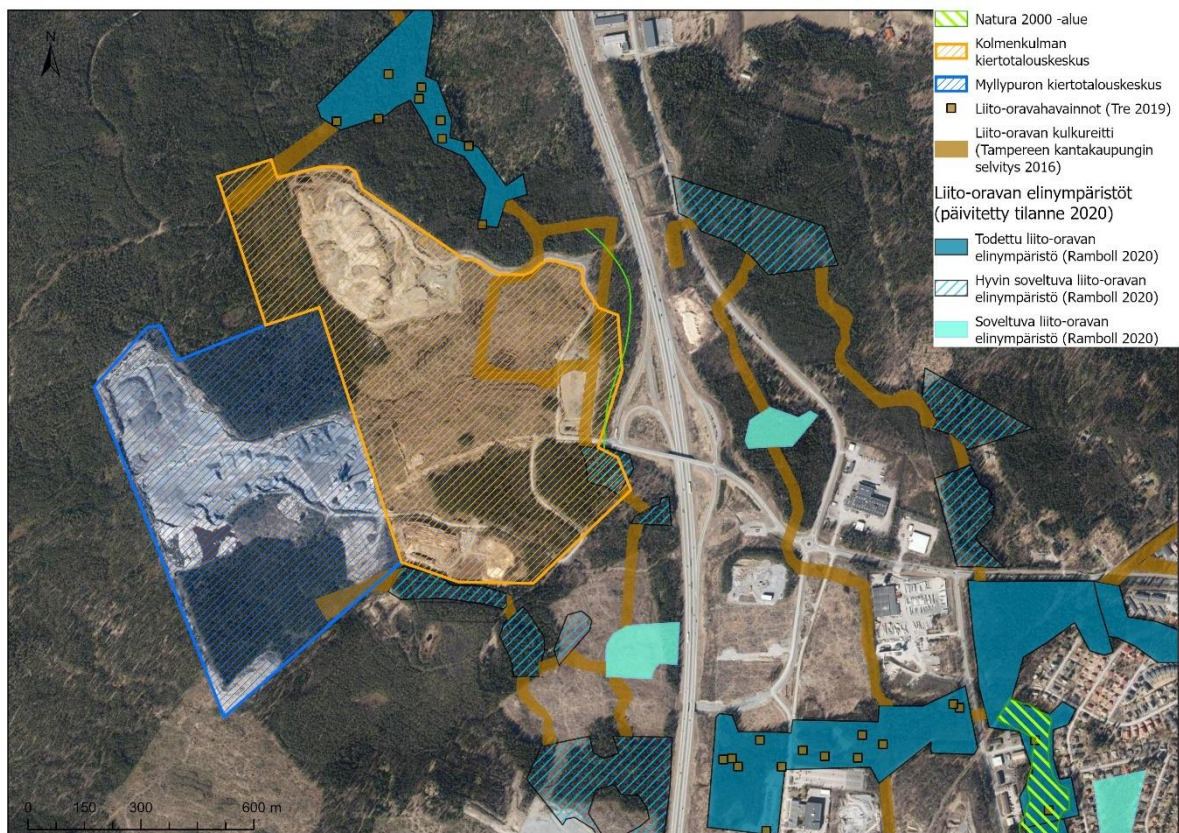 N
Natura 2000 -alue
Kolmenkulman
kiertotalouskeskus
Myllypuron kiertotalouskeskus
Liito-oravahavainnot (Tre 2019)
Liito-oravan kulkureitti
(Tampereen kantakaupungin
selvitys 2016)
Liito-oravan elinympäristöt
(päivitetty tilanne 2020)
Todettu liito-oravan
elinympäristö (Ramboll 2020)
Hyvin soveltuva liito-oravan
elinympäristö (Ramboll 2020)
Soveltuva liito-oravan
elinympäristö (Ramboll 2020)
0 150 300 600 m